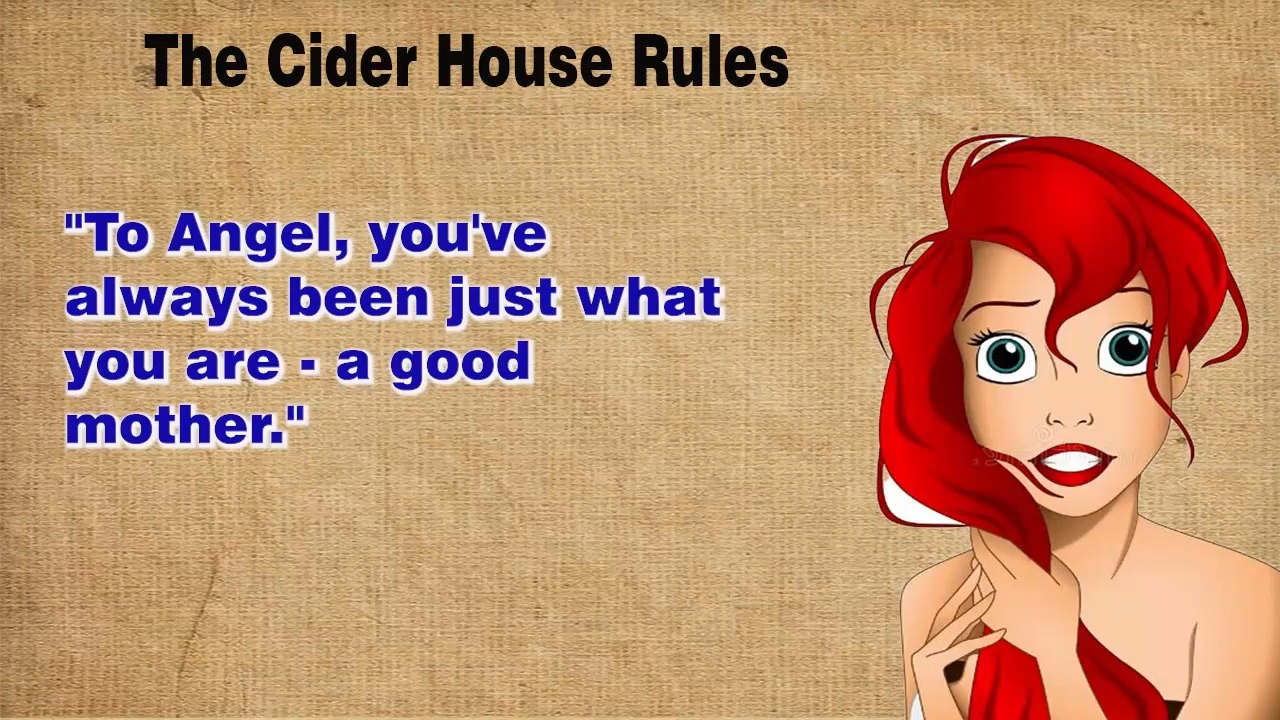 The Cider House Rules
"To Angel, you've
always been just what
you are - a good
mother."